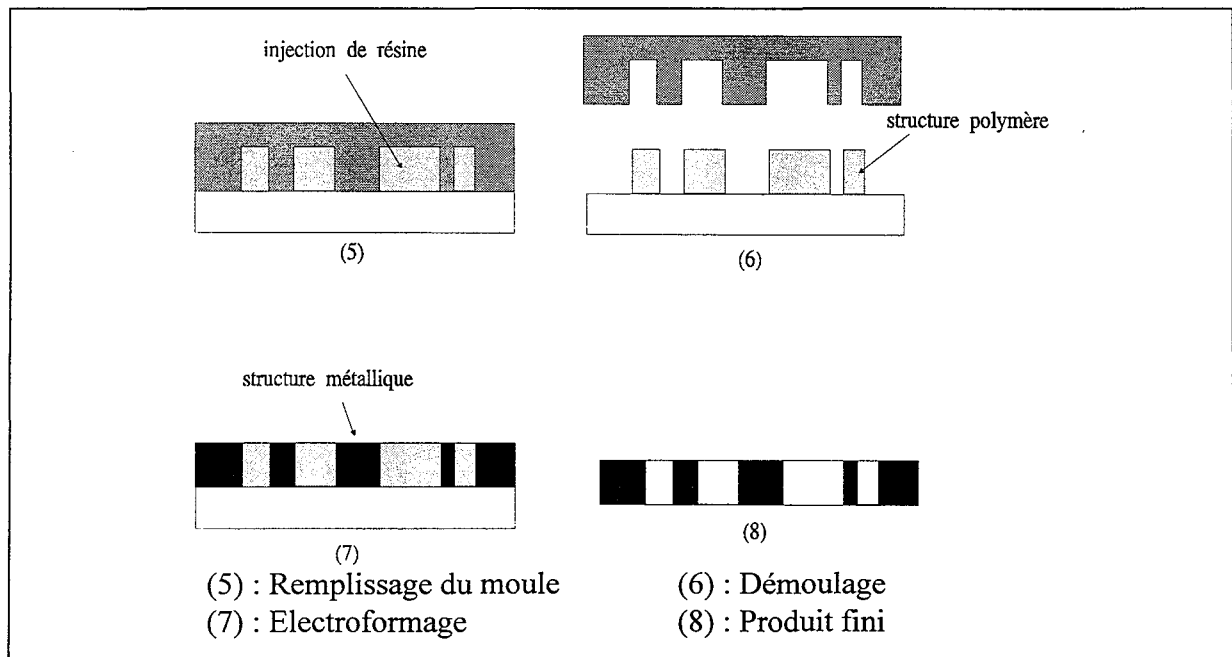 injection de résine
structure polymère
(5)
(6)
structure métallique
(7)
(8)
(5) : Remplissage du moule
(6) : Démoulage
(7) : Electroformage
(8) : Produit fini